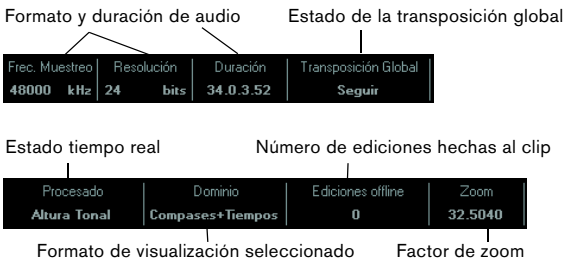 Formato y duración de audio Estado de la transposición global
Frec. Muestreo Resolución Duración Transposición Global
48000 kHz 24 bits 34.0.3.52 Seguir
Estado tiempo real Número de ediciones hechas al clip
Procesado Dominio Ediciones offline Zoom
Altura Tonal Compases+Tiempos 0 32.5040
Formato de visualización seleccionado Factor de zoom